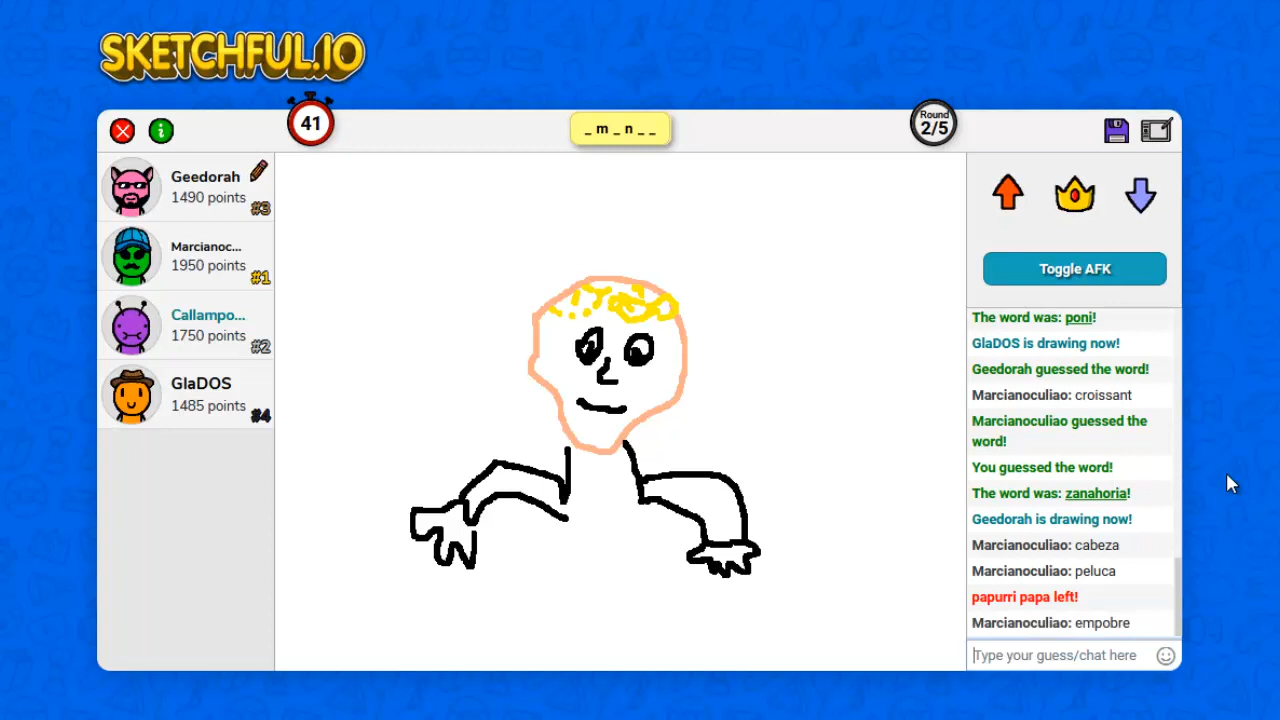 SKETCHFUL.IO
41
_ m _ n _ _
Round
2/5
Geedorah
1490 points
#3
Marcianoc...
1950 points
#1
Callampo...
1750 points
#2
GlaDOS
1485 points
#4
Toggle AFK
The word was: poni!
GlaDOS is drawing now!
Geedorah guessed the word!
Marcianoculiao: croissant
Marcianoculiao guessed the
word!
You guessed the word!
The word was: zanahoria!
Geedorah is drawing now!
Marcianoculiao: cabeza
Marcianoculiao: peluca
papurri papa left!
Marcianoculiao: empobre
Type your guess/chat here